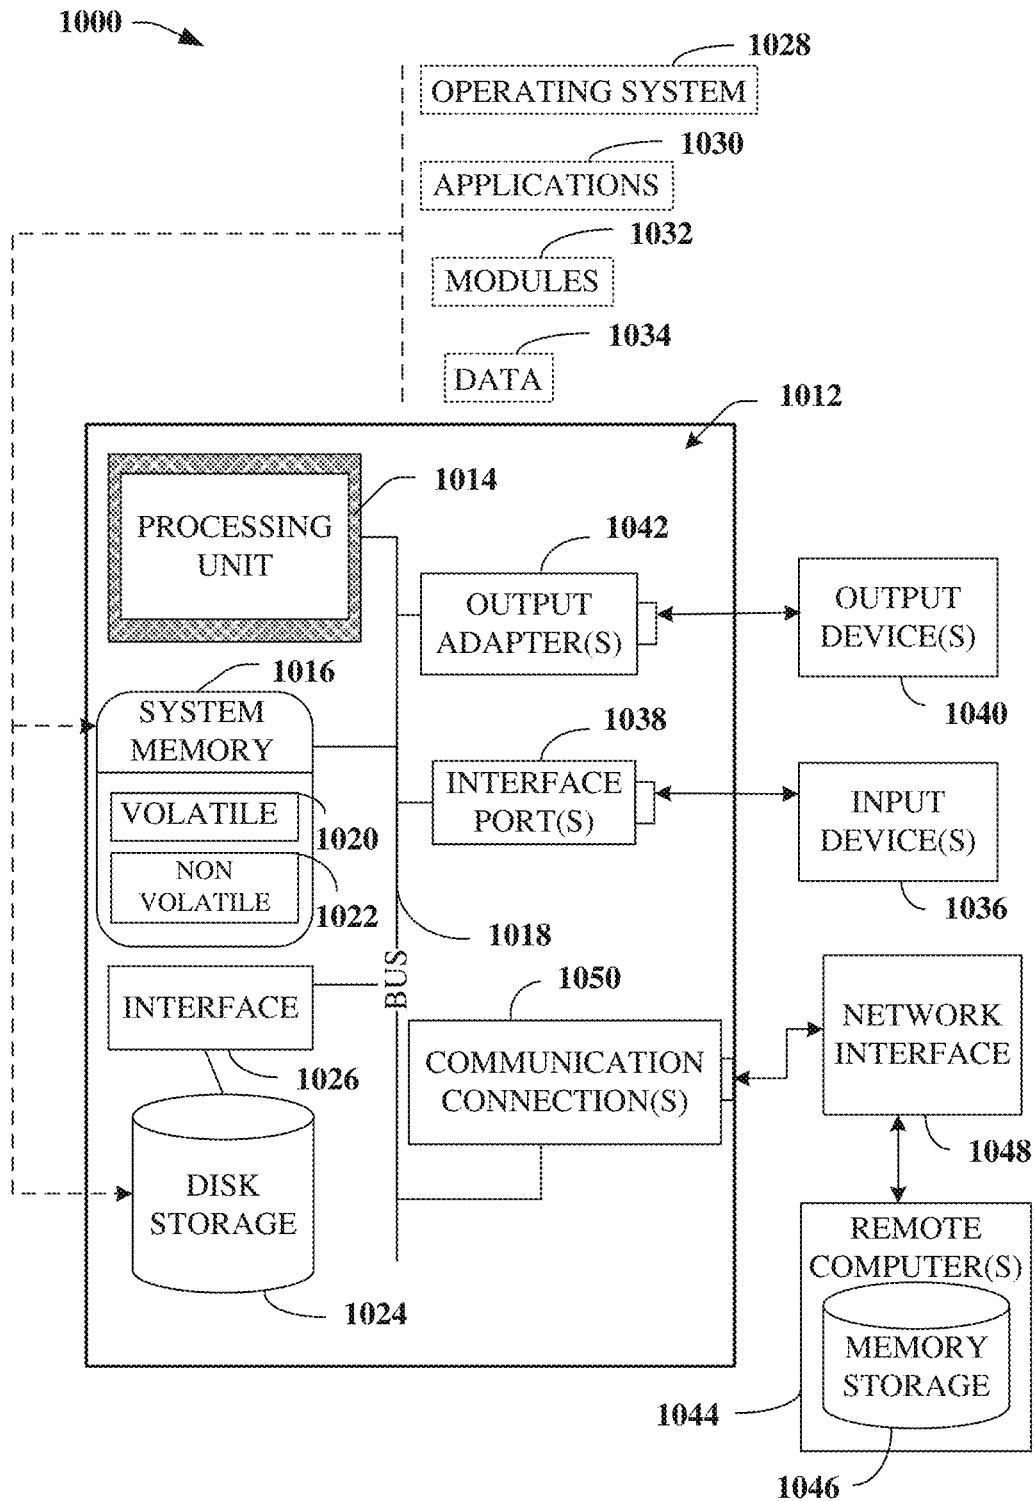 1000
1028
OPERATING SYSTEM
1030
APPLICATIONS
1032
MODULES
1034
DATA
1012
1014
PROCESSING
UNIT
1042
OUTPUT
ADAPTER(S)
OUTPUT
DEVICE(S)
1040
1016
SYSTEM
MEMORY
VOLATILE
1020
NON
VOLATILE
1022
1038
INTERFACE
PORT(S)
INPUT
DEVICE(S)
1036
1018
BUS
INTERFACE
1026
1050
COMMUNICATION
CONNECTION(S)
NETWORK
INTERFACE
1048
DISK
STORAGE
1024
REMOTE
COMPUTER(S)
MEMORY
STORAGE
1044
1046